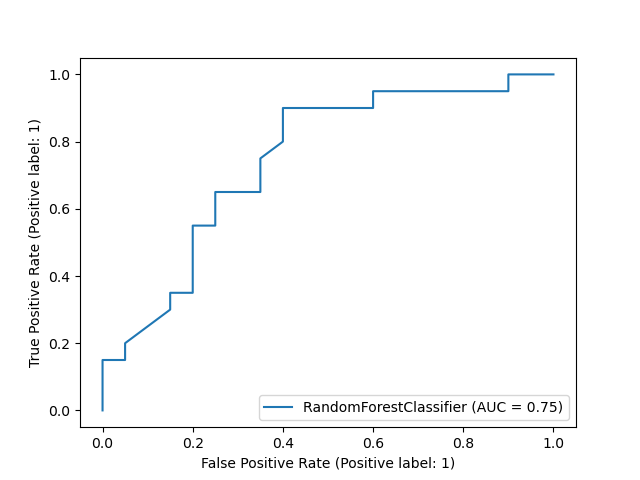 1.0
0.8
0.6
0.4
0.2
0.0
True Positive Rate (Positive label: 1)
RandomForestClassifier (AUC = 0.75)
0.0 0.2 0.4 0.6 0.8 1.0
False Positive Rate (Positive label: 1)